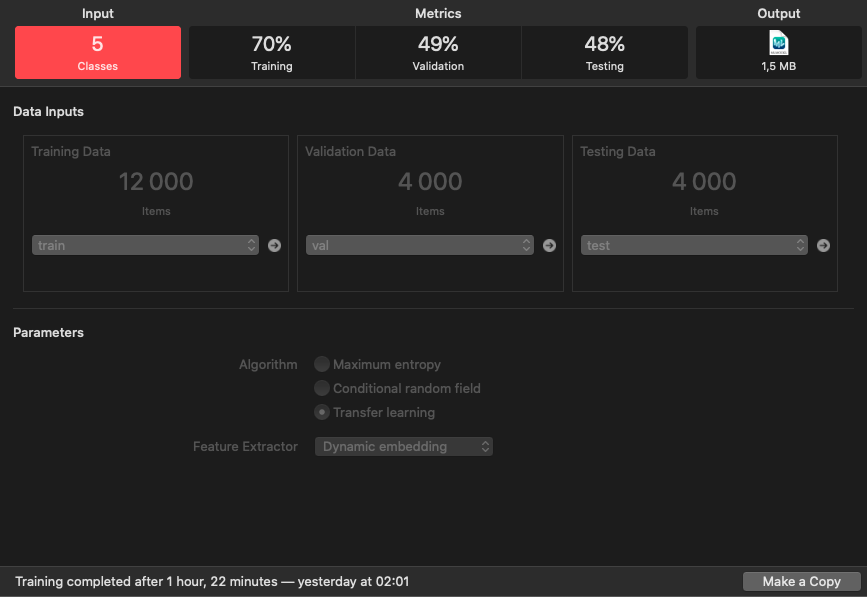 Input
Metrics
Output
5
Classes
70%
Training
49%
Validation
48%
Testing
1,5 MB
Data Inputs
Training Data
12 000
Items
train
Validation Data
4 000
Items
val
Testing Data
4 000
Items
test
Parameters
Algorithm
Maximum entropy
Conditional random field
Transfer learning
Feature Extractor
Dynamic embedding
Training completed after 1 hour, 22 minutes — yesterday at 02:01
Make a Copy